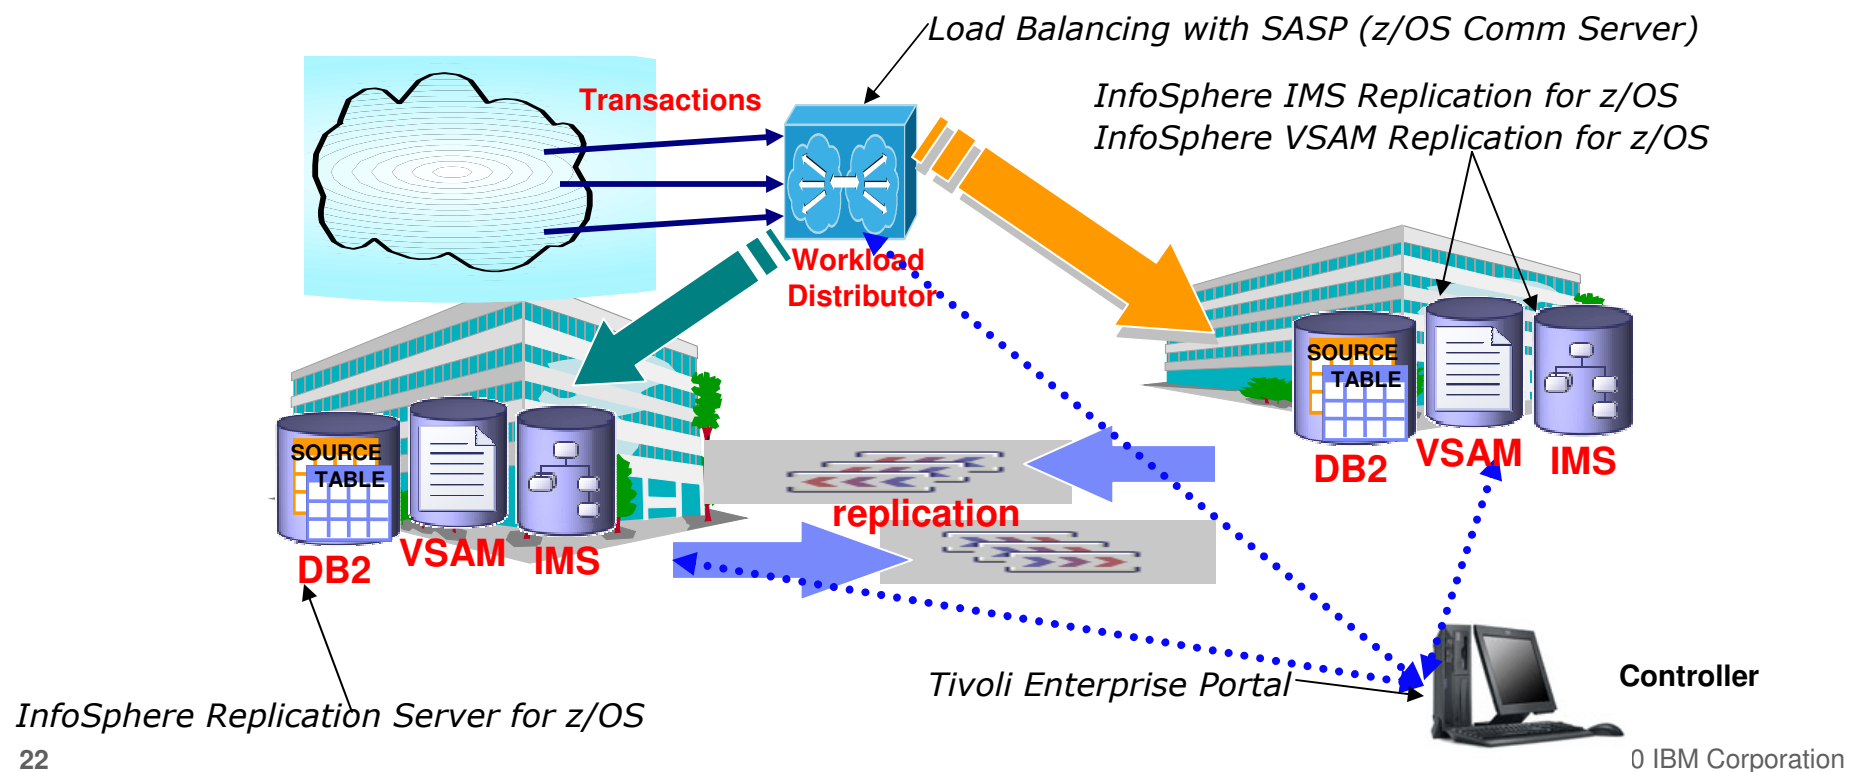 Load Balancing with SASP (z/OS Comm Server)
Transactions
InfoSphere IMS Replication for z/OS
InfoSphere VSAM Replication for z/OS
Workload
Distributor
SOURCE
TABLE
DB2
VSAM
IMS
SOURCE
TABLE
DB2
VSAM
IMS
replication
Tivoli Enterprise Portal
Controller
InfoSphere Replication Server for z/OS
22
0 IBM Corporation